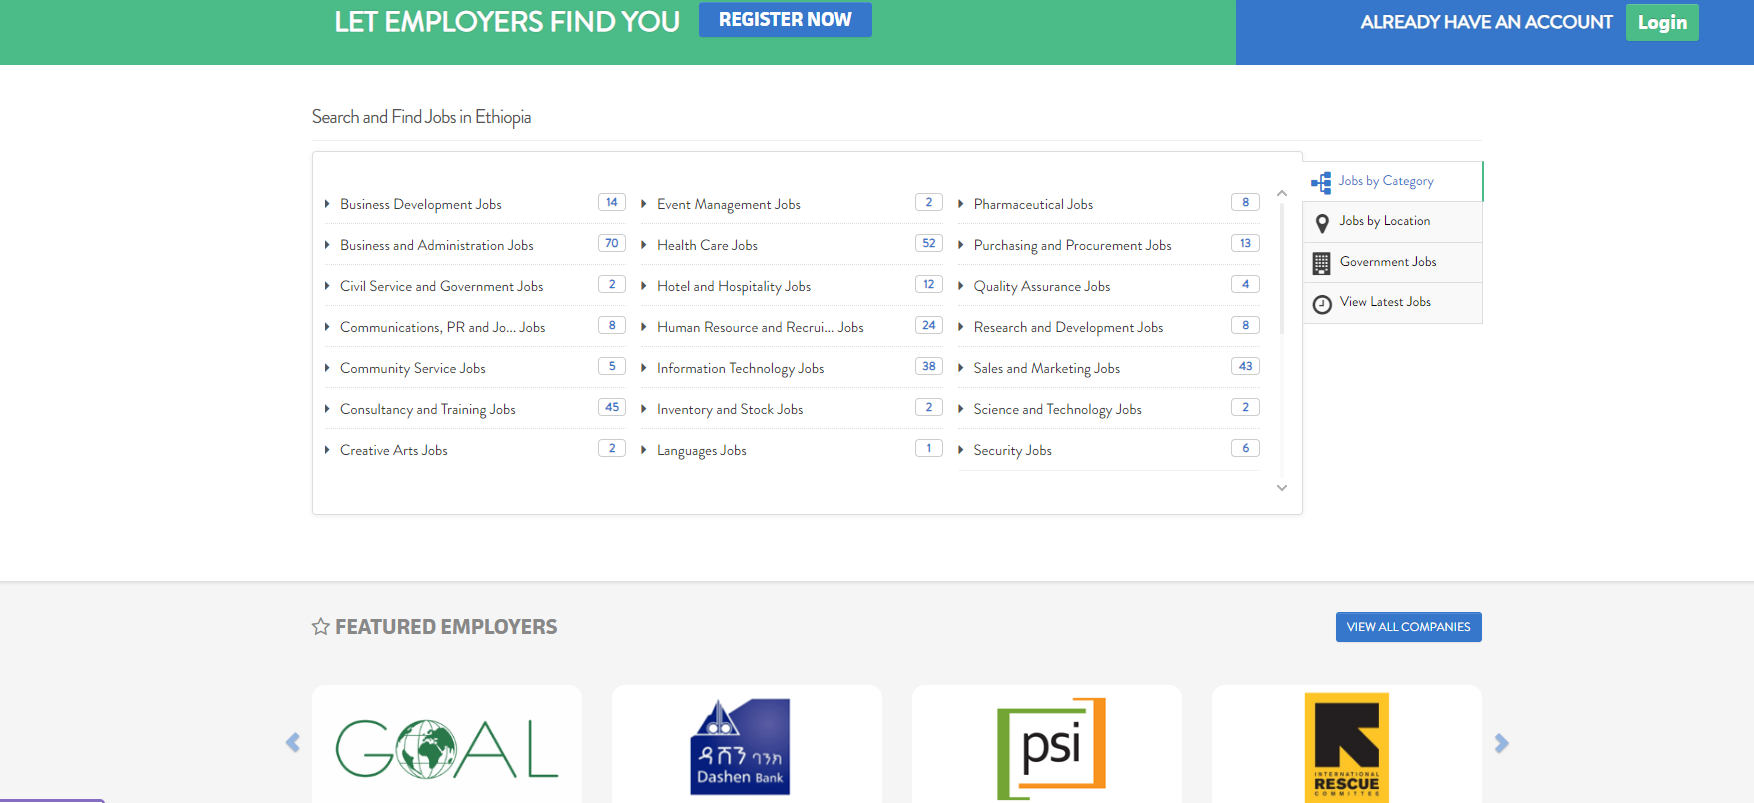 LET EMPLOYERS FIND YOU
REGISTER NOW
ALREADY HAVE AN ACCOUNT
Login
Search and Find Jobs in Ethiopia
Business Development Jobs 14
Event Management Jobs 2
Pharmaceutical Jobs 8
Business and Administration Jobs 70
Health Care Jobs 52
Purchasing and Procurement Jobs 13
Civil Service and Government Jobs 2
Hotel and Hospitality Jobs 12
Quality Assurance Jobs 4
Communications, PR and Jo... Jobs 8
Human Resource and Recrui... Jobs 24
Research and Development Jobs 8
Community Service Jobs 5
Information Technology Jobs 38
Sales and Marketing Jobs 43
Consultancy and Training Jobs 45
Inventory and Stock Jobs 2
Science and Technology Jobs 2
Creative Arts Jobs 2
Languages Jobs 1
Security Jobs 6
Jobs by Category
Jobs by Location
Government Jobs
View Latest Jobs
FEATURED EMPLOYERS
VIEW ALL COMPANIES
GOAL
ዳሸን ባንክ
Dashen Bank
psi
INTERNATIONAL
RESCUE
COMMITTEE